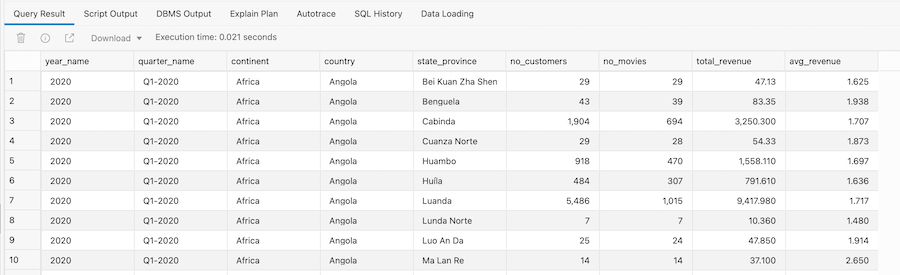 Query Result Script Output DBMS Output Explain Plan Autotrace SQL History Data Loading
Download Execution time: 0.021 seconds
year_name quarter_name continent country state_province no_customers no_movies total_revenue avg_revenue
1 2020 Q1-2020 Africa Angola Bei Kuan Zha Shen 29 29 47.13 1.625
2 2020 Q1-2020 Africa Angola Benguela 43 39 83.35 1.938
3 2020 Q1-2020 Africa Angola Cabinda 1,904 694 3,250.300 1.707
4 2020 Q1-2020 Africa Angola Cuanza Norte 29 28 54.33 1.873
5 2020 Q1-2020 Africa Angola Huambo 918 470 1,558.110 1.697
6 2020 Q1-2020 Africa Angola Huíla 484 307 791.610 1.636
7 2020 Q1-2020 Africa Angola Luanda 5,486 1,015 9,417.980 1.717
8 2020 Q1-2020 Africa Angola Lunda Norte 7 7 10.360 1.480
9 2020 Q1-2020 Africa Angola Luo An Da 25 24 47.850 1.914
10 2020 Q1-2020 Africa Angola Ma Lan Re 14 14 37.100 2.650